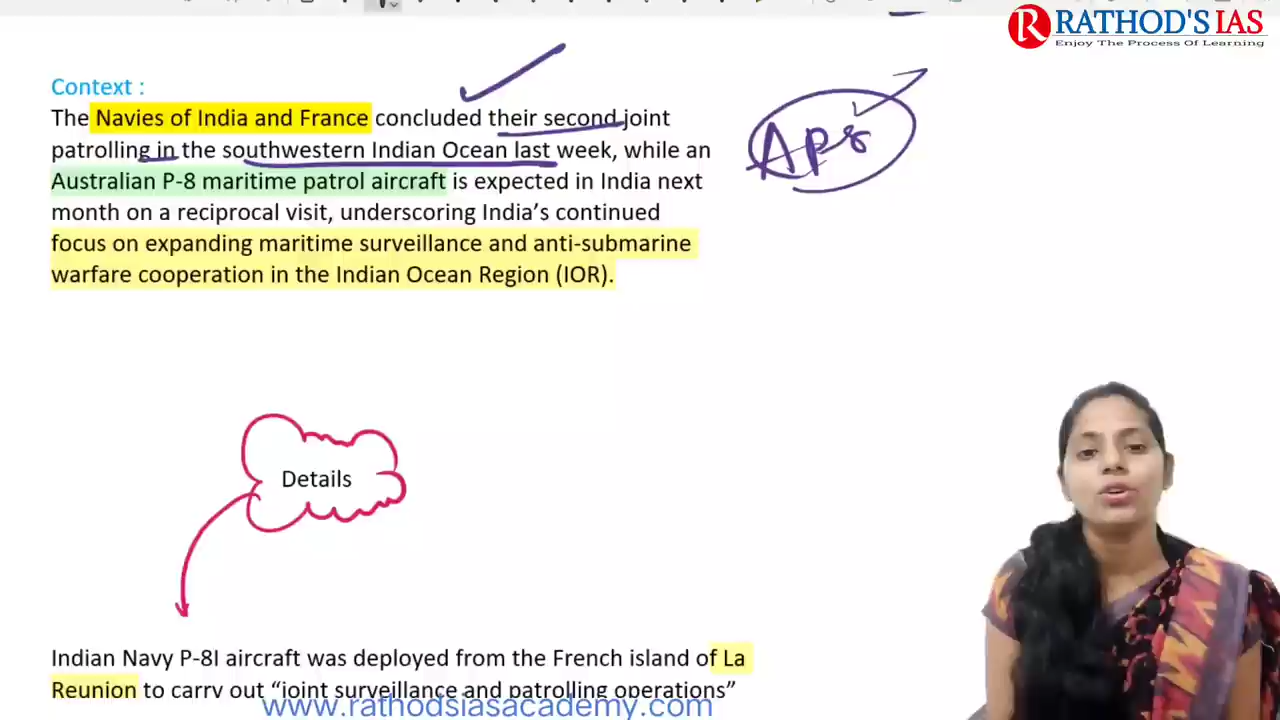 RATHOD'S IAS
Enjoy The Process Of Learning
Context :
The Navies of India and France concluded their second joint
patrolling in the southwestern Indian Ocean last week, while an
Australian P-8 maritime patrol aircraft is expected in India next
month on a reciprocal visit, underscoring India's continued
focus on expanding maritime surveillance and anti-submarine
warfare cooperation in the Indian Ocean Region (IOR).
AP8
Details
Indian Navy P-8I aircraft was deployed from the French island of La
Reunion to carry out “joint surveillance and patrolling operations”
www.rathodsiasacademy.com